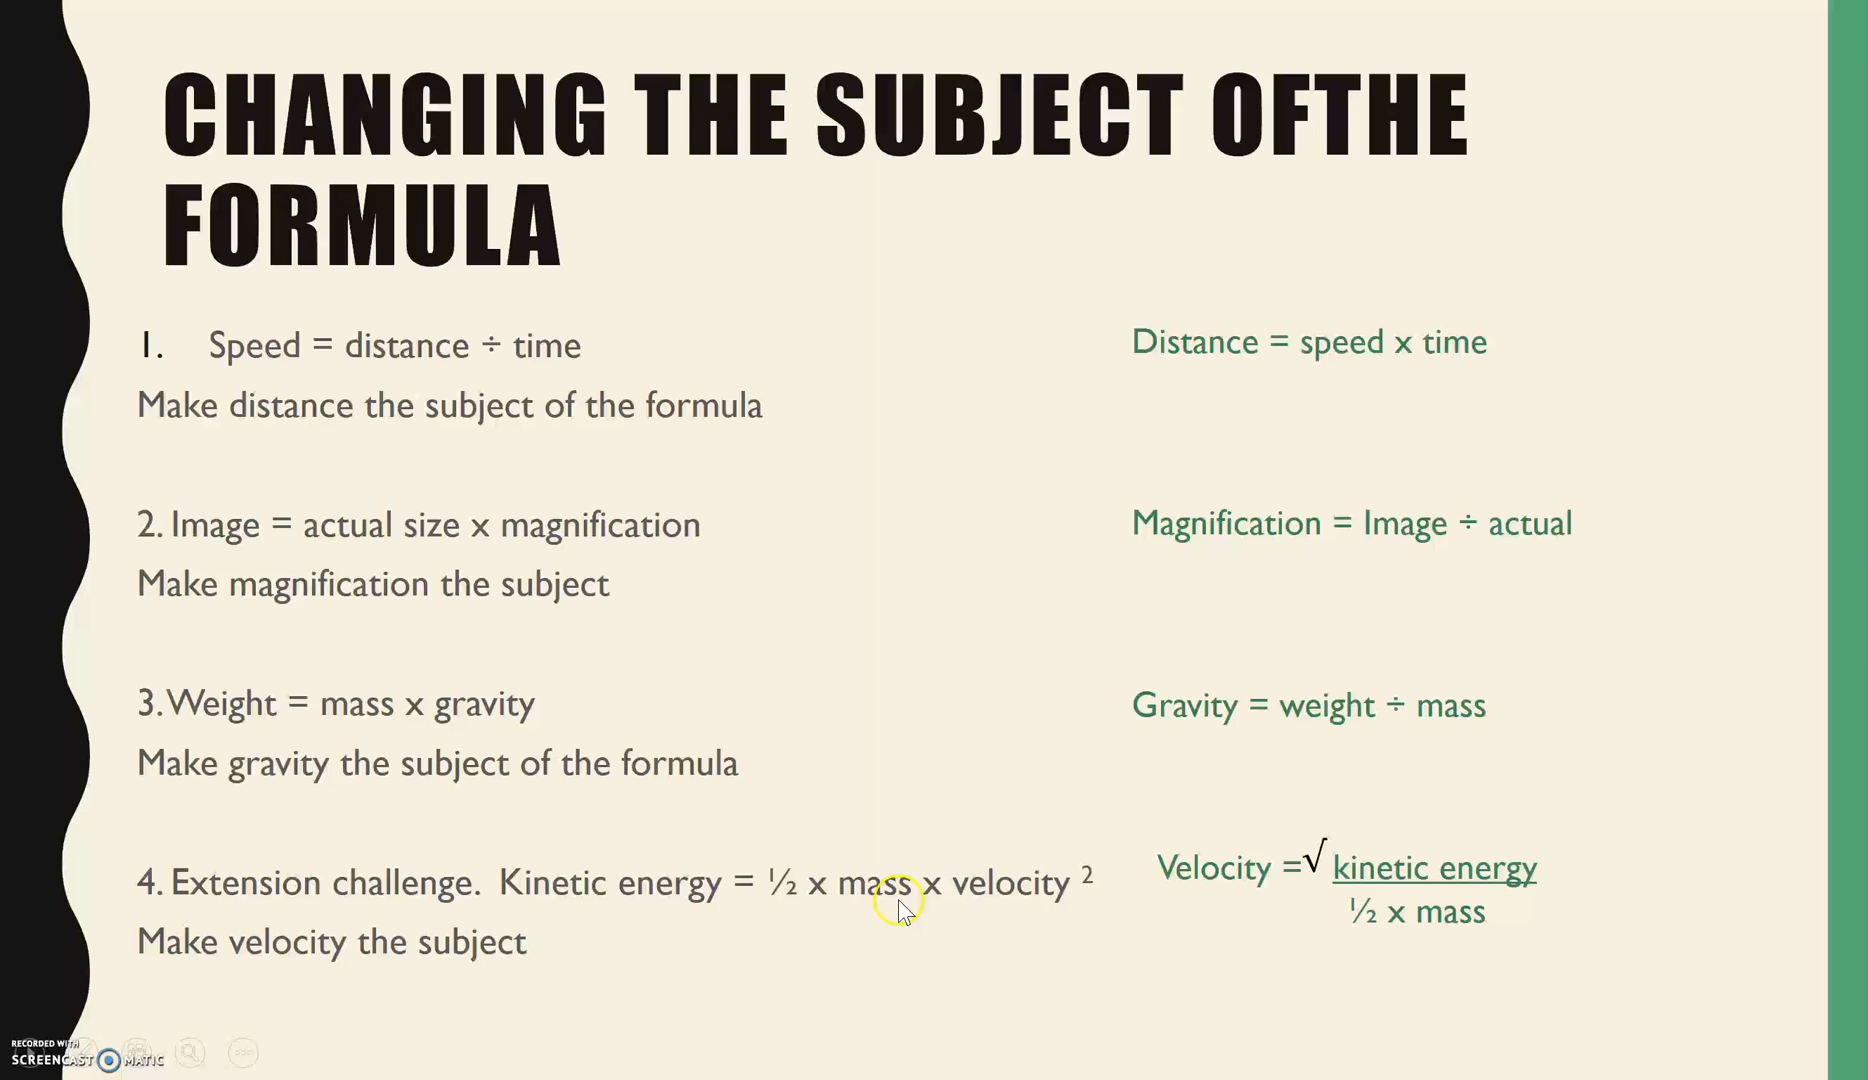 CHANGING THE SUBJECT OFTHE
FORMULA
1. Speed = distance ÷ time
Distance = speed x time
Make distance the subject of the formula
2. Image = actual size x magnification
Magnification = Image ÷ actual
Make magnification the subject
3. Weight = mass x gravity
Gravity = weight ÷ mass
Make gravity the subject of the formula
4. Extension challenge. Kinetic energy = ½ x mass x velocity ²
Velocity =√ kinetic energy
½ x mass
Make velocity the subject
RECORDED WITH
SCREENCAST MATIC